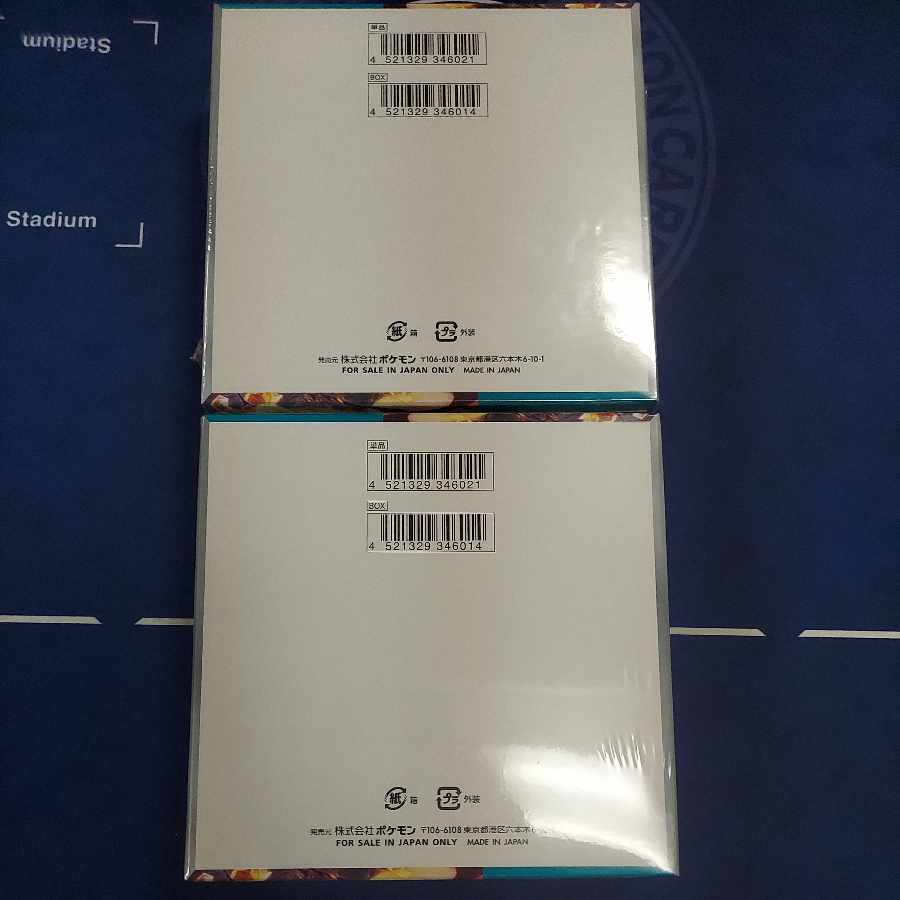 Stadium
Stadium
ON CAR
単品
4 521329 346021
BOX
4 521329 346014
紙 箱 プラ 外装
発売元 株式会社ポケモン 〒106-6108 東京都港区六本木6-10-1
FOR SALE IN JAPAN ONLY MADE IN JAPAN
単品
4 521329 346021
BOX
4 521329 346014
紙 箱 プラ 外装
発売元 株式会社ポケモン 〒106-6108 東京都港区六本木
FOR SALE IN JAPAN ONLY MADE IN JAPAN